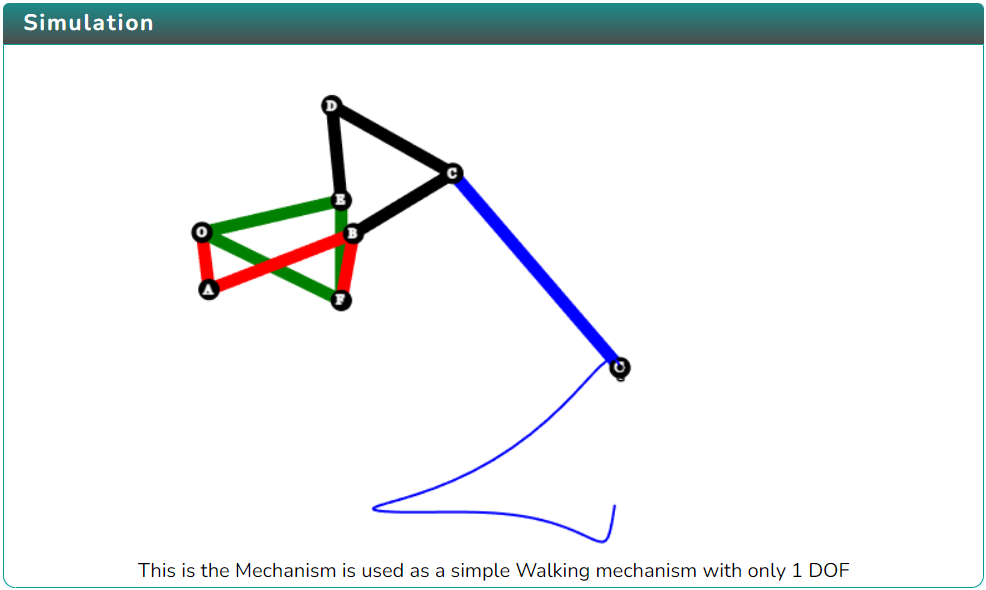 Simulation
D
C
E
O
B
A
F
G
This is the Mechanism is used as a simple Walking mechanism with only 1 DOF